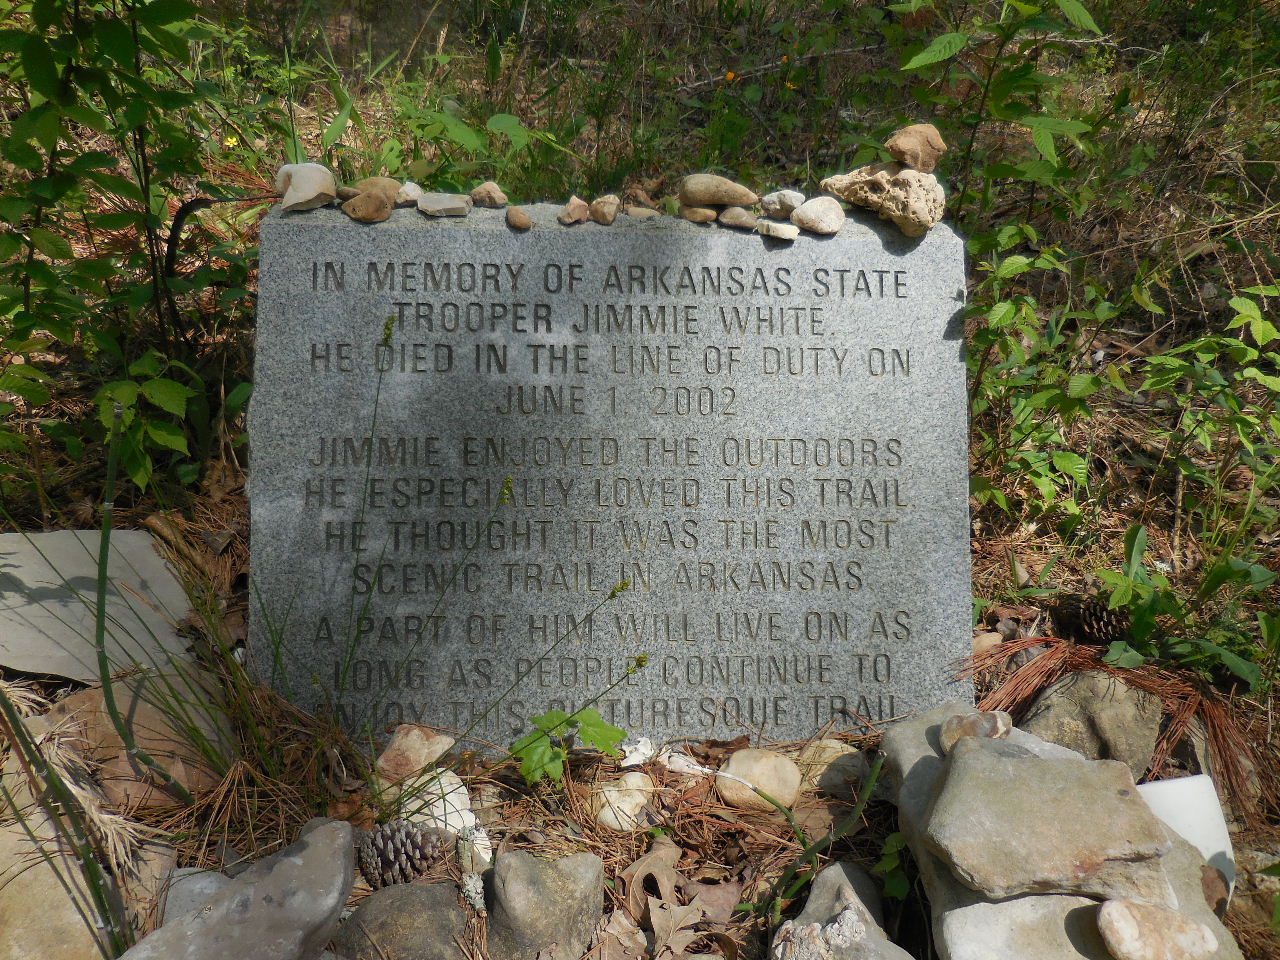 IN MEMORY OF ARKANSAS STATE
TROOPER JIMMIE WHITE.
HE DIED IN THE LINE OF DUTY ON
JUNE 1, 2002
JIMMIE ENJOYED THE OUTDOORS
HE ESPECIALLY LOVED THIS TRAIL.
HE THOUGHT IT WAS THE MOST
SCENIC TRAIL IN ARKANSAS
A PART OF HIM WILL LIVE ON AS
LONG AS PEOPLE CONTINUE TO
ENJOY THIS PICTURESQUE TRAIL